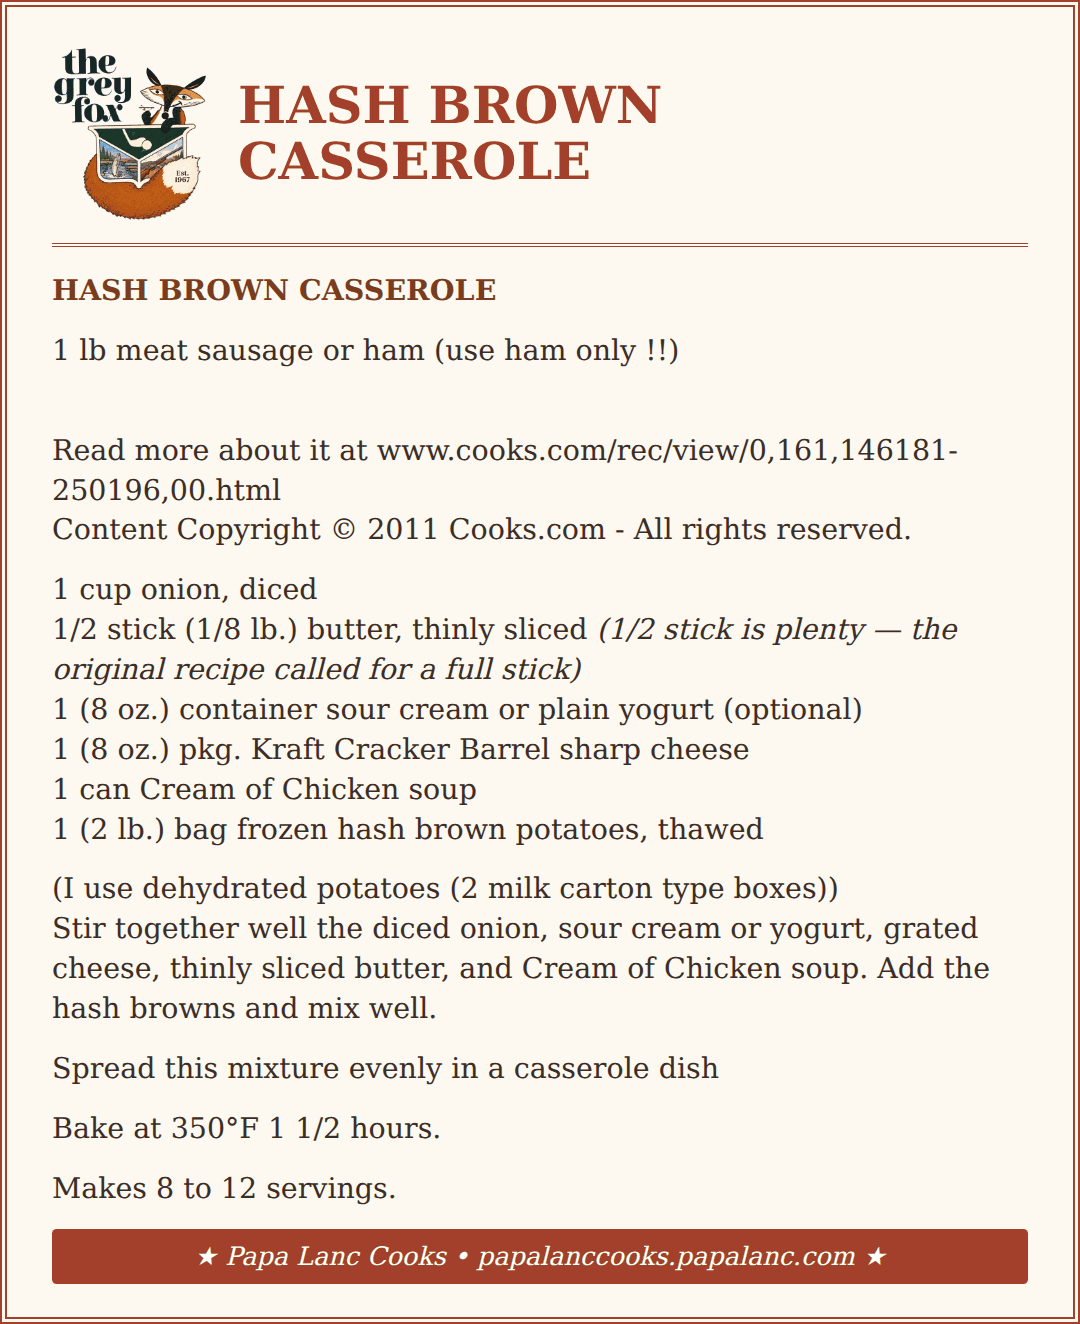 the
grey
fox
Est.
1967
HASH BROWN
CASSEROLE
HASH BROWN CASSEROLE
1 lb meat sausage or ham (use ham only !!)
Read more about it at www.cooks.com/rec/view/0,161,146181-
250196,00.html
Content Copyright © 2011 Cooks.com - All rights reserved.
1 cup onion, diced
1/2 stick (1/8 lb.) butter, thinly sliced (1/2 stick is plenty — the
original recipe called for a full stick)
1 (8 oz.) container sour cream or plain yogurt (optional)
1 (8 oz.) pkg. Kraft Cracker Barrel sharp cheese
1 can Cream of Chicken soup
1 (2 lb.) bag frozen hash brown potatoes, thawed
(I use dehydrated potatoes (2 milk carton type boxes))
Stir together well the diced onion, sour cream or yogurt, grated
cheese, thinly sliced butter, and Cream of Chicken soup. Add the
hash browns and mix well.
Spread this mixture evenly in a casserole dish
Bake at 350°F 1 1/2 hours.
Makes 8 to 12 servings.
★ Papa Lanc Cooks • papalanccooks.papalanc.com ★